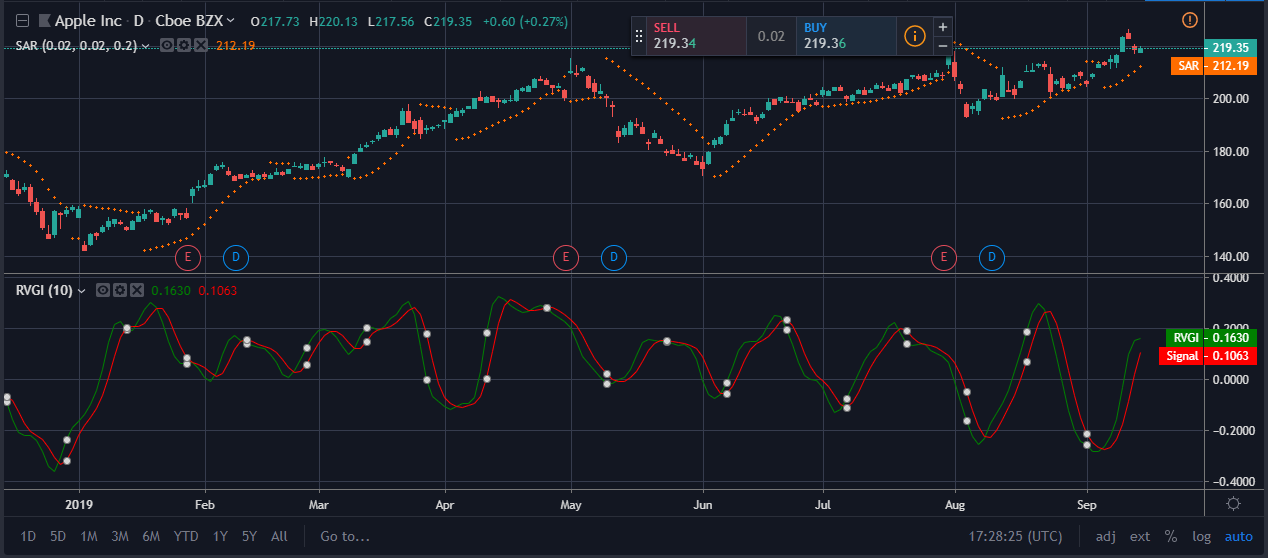 Apple Inc D Cboe BZX O217.73 H220.13 L217.56 C219.35 +0.60 (+0.27%)
SELL
219.34
0.02
BUY
219.36
+
−
SAR (0.02, 0.02, 0.2) 212.19
219.35
SAR 212.19
200.00
180.00
160.00
140.00
E D E D E D
RVGI (10) 0.1630 0.1063
0.4000
0.2000
RVGI 0.1630
Signal 0.1063
0.0000
−0.2000
−0.4000
2019 Feb Mar Apr May Jun Jul Aug Sep
1D 5D 1M 3M 6M YTD 1Y 5Y All Go to... 17:28:25 (UTC) adj ext % log auto